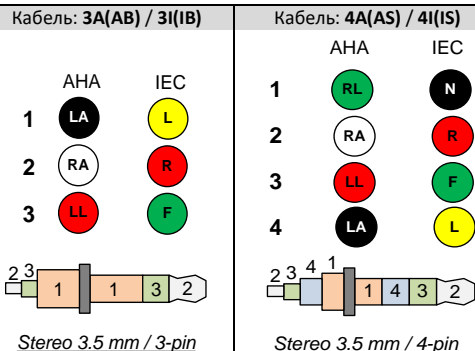 Кабель: 3A(AB) / 3I(IB)
AHA IEC
1 LA L
2 RA R
3 LL F
2 3 1 1 3 2
Stereo 3.5 mm / 3-pin
Кабель: 4A(AS) / 4I(IS)
AHA IEC
1 RL N
2 RA R
3 LL F
4 LA L
2 3 4 1 1 4 3 2
Stereo 3.5 mm / 4-pin